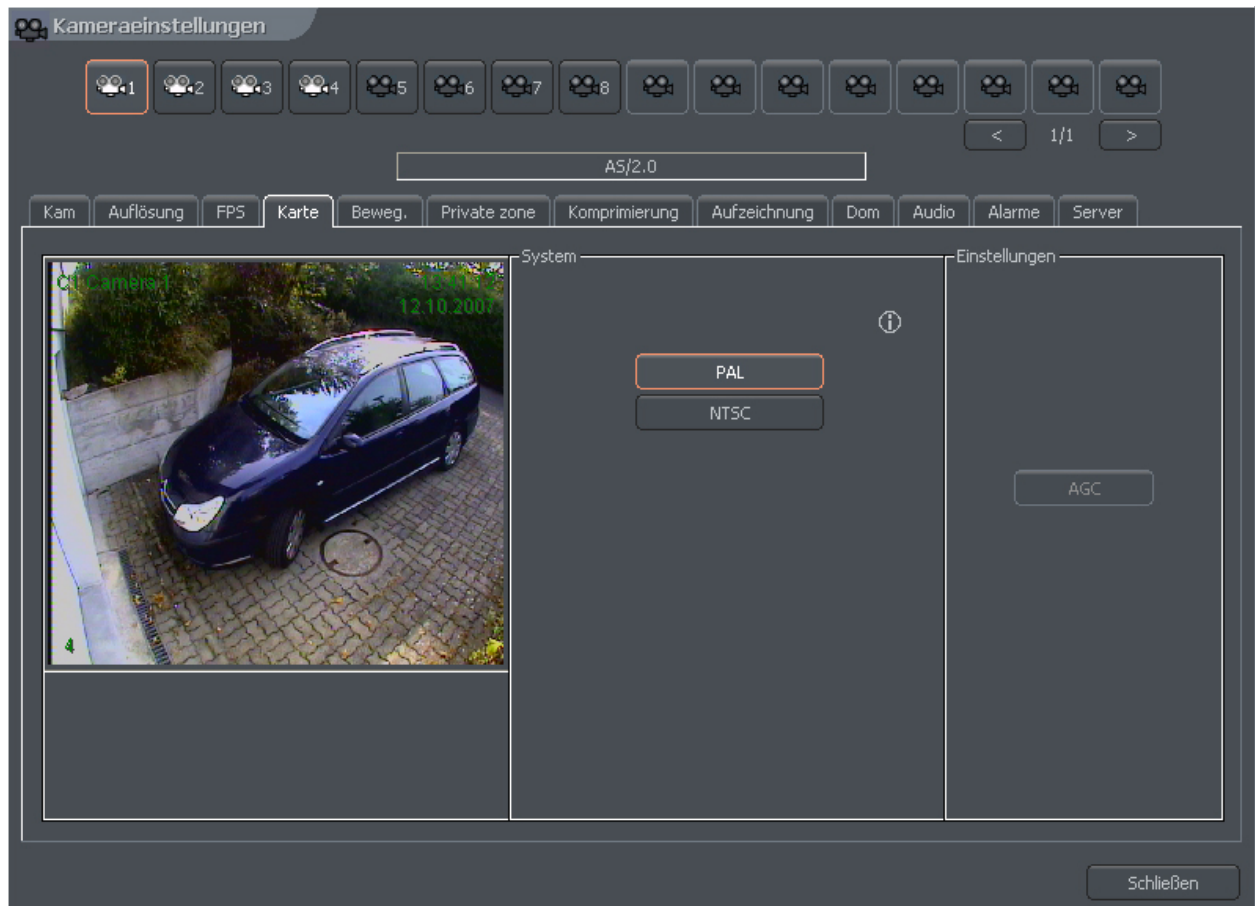 Kameraeinstellungen
1 2 3 4 5 6 7 8
< 1/1 >
AS/2.0
Kam Auflösung FPS Karte Beweg. Private zone Komprimierung Aufzeichnung Dom Audio Alarme Server
System
Einstellungen
C1 Camera 1
12.10.2007
PAL
NTSC
AGC
4
Schließen